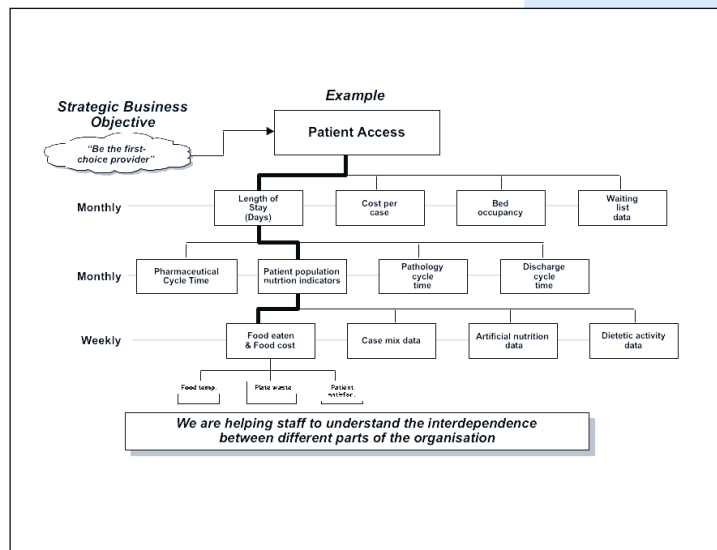 Example
Strategic Business
Objective
Patient Access
"Be the first-
choice provider"
Monthly
Length of
Stay
(Days)
Cost per
case
Bed
occupancy
Waiting
list
data
Monthly
Pharmaceutical
Cycle Time
Patient population
nutrtion indicators
Pathology
cycle
time
Discharge
cycle
time
Weekly
Food eaten
& Food cost
Case mix data
Artificial nutrition
data
Dietetic activity
data
Food temp.
Plate waste
Patient
satisfac.
We are helping staff to understand the interdependence
between different parts of the organisation